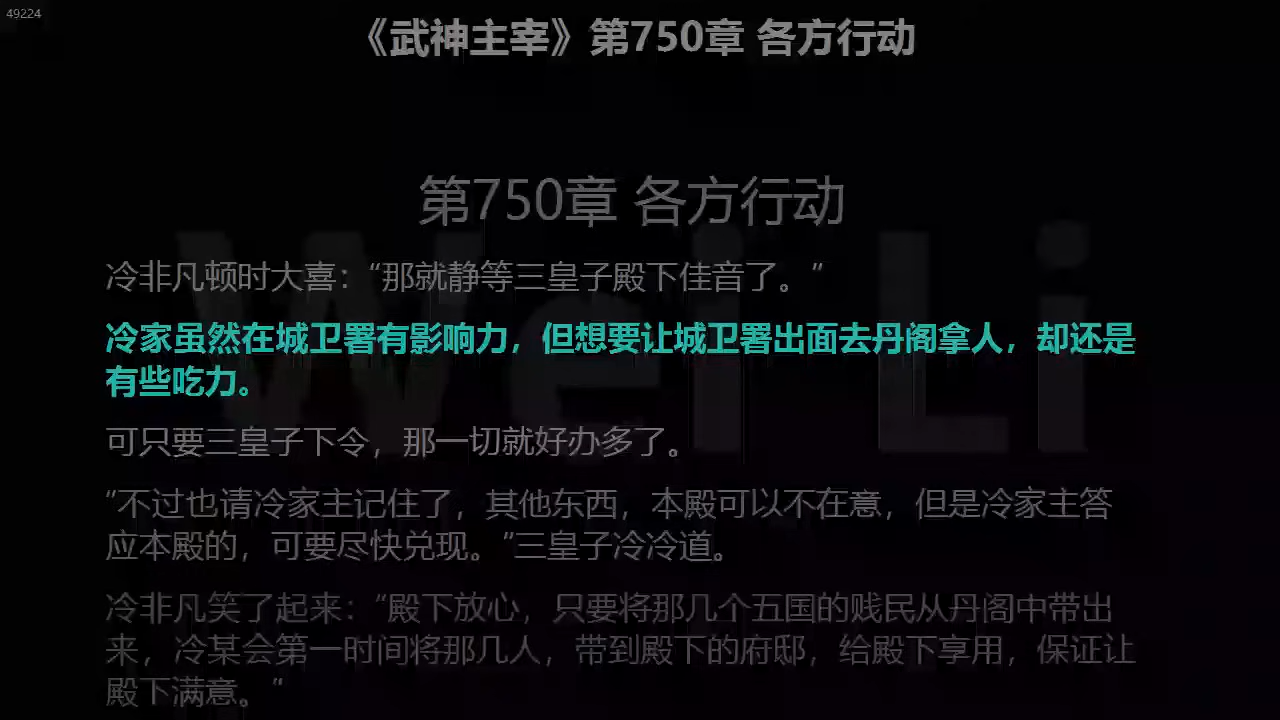 49224
《武神主宰》第750章 各方行动
第750章 各方行动
Wei Li
冷非凡顿时大喜：“那就静等三皇子殿下佳音了。”
冷家虽然在城卫署有影响力，但想要让城卫署出面去丹阁拿人，却还是
有些吃力。
可只要三皇子下令，那一切就好办多了。
“不过也请冷家主记住了，其他东西，本殿可以不在意，但是冷家主答
应本殿的，可要尽快兑现。”三皇子冷冷道。
冷非凡笑了起来：“殿下放心，只要将那几个五国的贱民从丹阁中带出
来，冷某会第一时间将那几人，带到殿下的府邸，给殿下享用，保证让
殿下满意。”